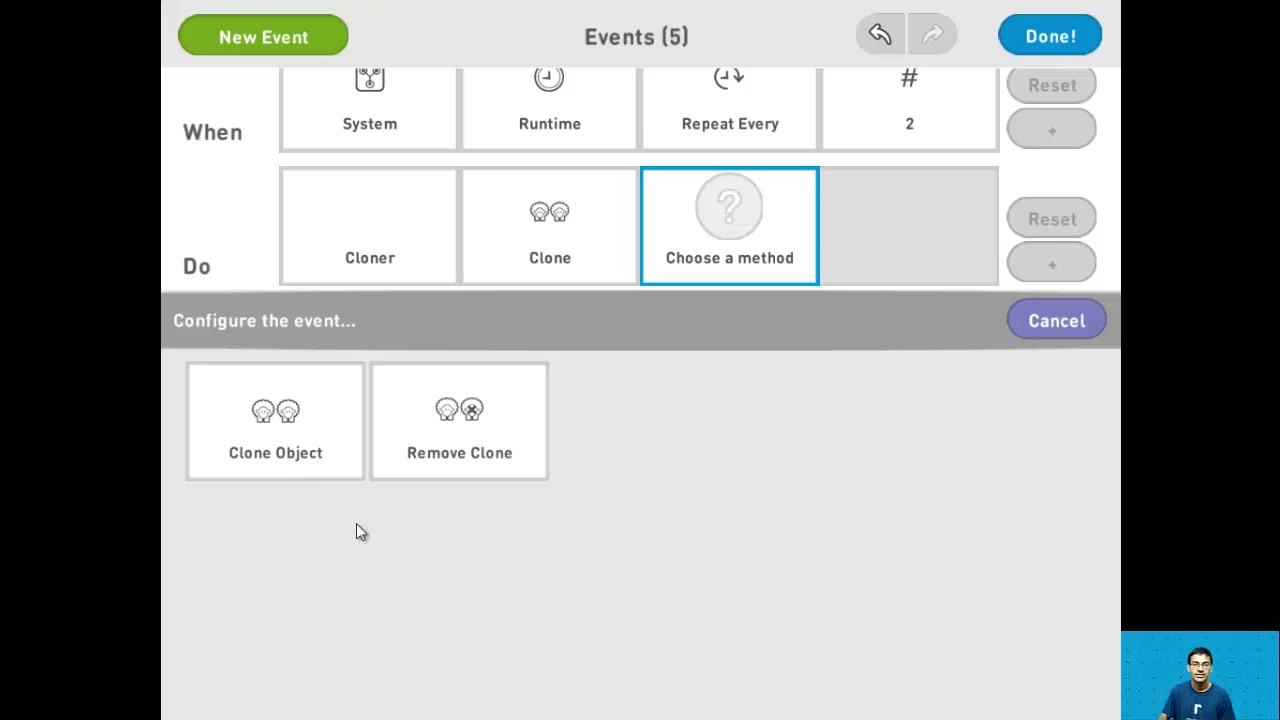 New Event
Events (5)
Done!
When
System
Runtime
Repeat Every
#
2
Reset
+
Do
Cloner
Clone
?
Choose a method
Reset
+
Configure the event...
Cancel
Clone Object
Remove Clone